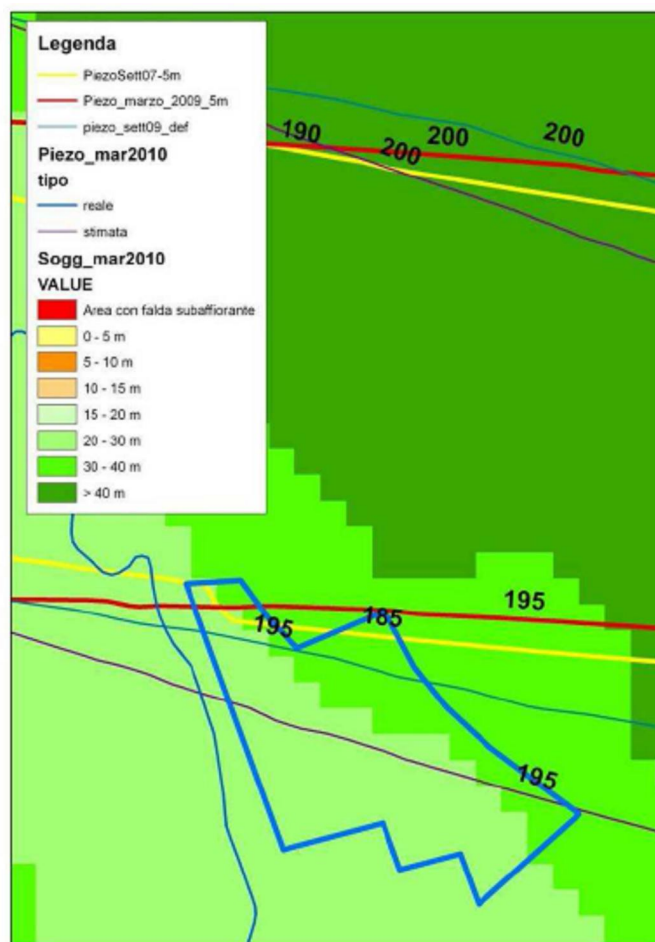 Legenda
PiezoSett07-5m
Piezo_marzo_2009_5m
piezo_sett09_def
Piezo_mar2010
tipo
reale
stimata
Sogg_mar2010
VALUE
Area con falda subaffiorante
0 - 5 m
5 - 10 m
10 - 15 m
15 - 20 m
20 - 30 m
30 - 40 m
> 40 m
190
200
200
200
195
185
195
195